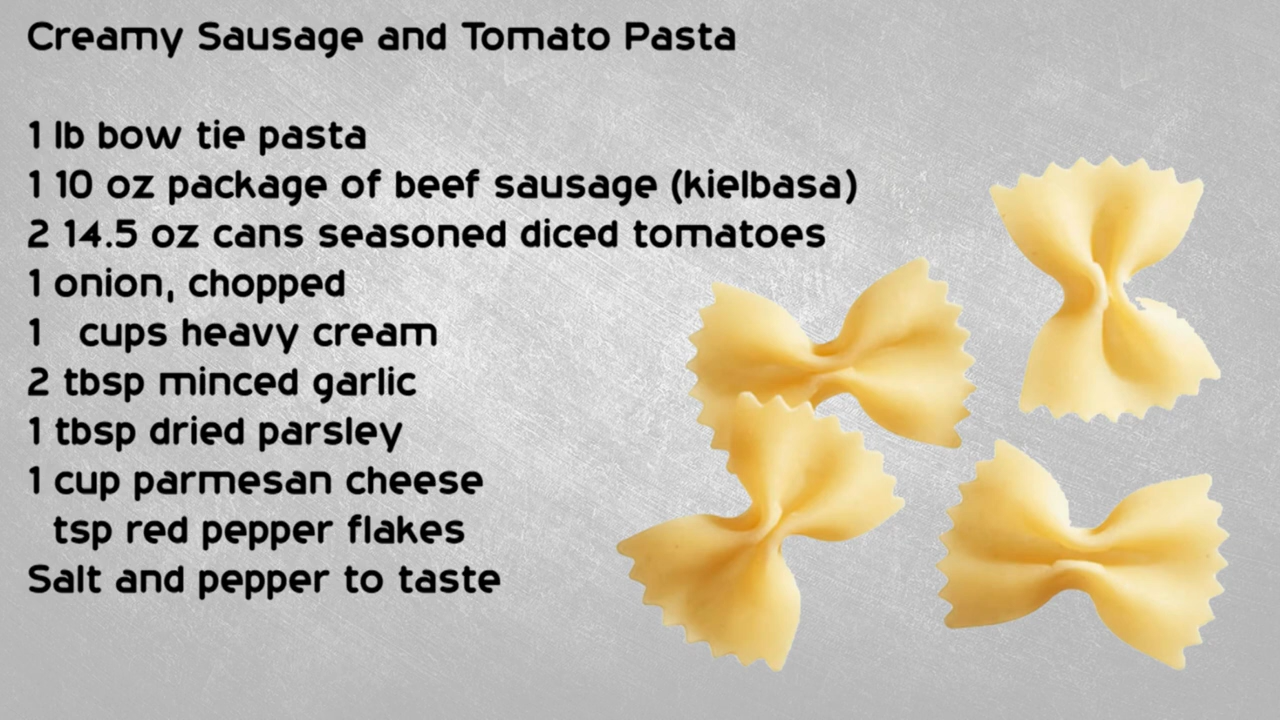 Creamy Sausage and Tomato Pasta
1 lb bow tie pasta
1 10 oz package of beef sausage (kielbasa)
2 14.5 oz cans seasoned diced tomatoes
1 onion, chopped
1 cups heavy cream
2 tbsp minced garlic
1 tbsp dried parsley
1 cup parmesan cheese
tsp red pepper flakes
Salt and pepper to taste